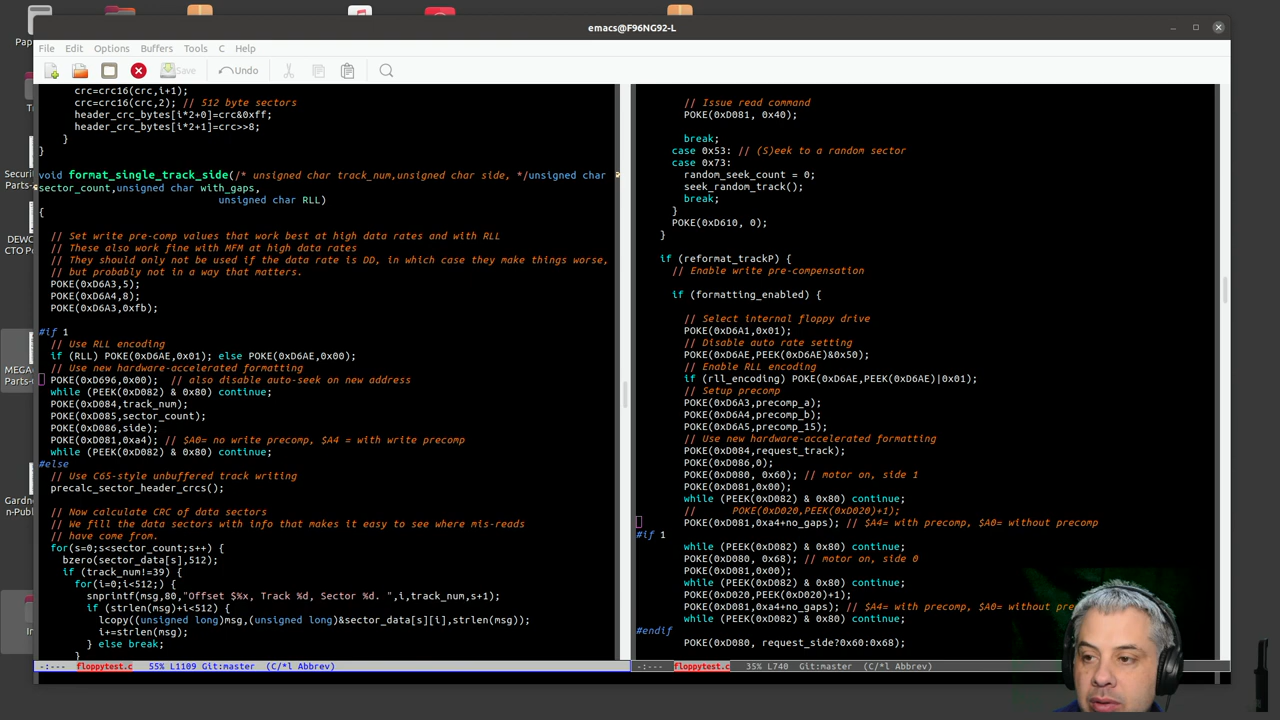 emacs@F96NG92-L
File Edit Options Buffers Tools C Help
Save Undo
crc=crc16(crc,i+1);
crc=crc16(crc,2); // 512 byte sectors
header_crc_bytes[i*2+0]=crc&0xff;
header_crc_bytes[i*2+1]=crc>>8;
}
}
void format_single_track_side(/* unsigned char track_num,unsigned char side, */unsigned char
sector_count,unsigned char with_gaps,
unsigned char RLL)
{
// Set write pre-comp values that work best at high data rates and with RLL
// These also work fine with MFM at high data rates
// They should only not be used if the data rate is DD, in which case they make things worse,
// but probably not in a way that matters.
POKE(0xD6A3,5);
POKE(0xD6A4,8);
POKE(0xD6A3,0xfb);
#if 1
// Use RLL encoding
if (RLL) POKE(0xD6AE,0x01); else POKE(0xD6AE,0x00);
// Use new hardware-accelerated formatting
POKE(0xD696,0x00); // also disable auto-seek on new address
while (PEEK(0xD082) & 0x80) continue;
POKE(0xD084,track_num);
POKE(0xD085,sector_count);
POKE(0xD086,side);
POKE(0xD081,0xa4); // $A0= no write precomp, $A4 = with write precomp
while (PEEK(0xD082) & 0x80) continue;
#else
// Use C65-style unbuffered track writing
precalc_sector_header_crcs();
// Now calculate CRC of data sectors
// We fill the data sectors with info that makes it easy to see where mis-reads
// have come from.
for(s=0;s<sector_count;s++) {
bzero(sector_data[s],512);
if (track_num!=39) {
for(i=0;i<512;) {
snprintf(msg,80,"Offset $%x, Track %d, Sector %d. ",i,track_num,s+1);
if (strlen(msg)+i<512) {
lcopy((unsigned long)msg,(unsigned long)&sector_data[s][i],strlen(msg));
i+=strlen(msg);
} else break;
}
-:--- floppytest.c 55% L1109 Git:master (C/*l Abbrev)
// Issue read command
POKE(0xD081, 0x40);
break;
case 0x53: // (S)eek to a random sector
case 0x73:
random_seek_count = 0;
seek_random_track();
break;
}
POKE(0xD610, 0);
}
if (reformat_trackP) {
// Enable write pre-compensation
if (formatting_enabled) {
// Select internal floppy drive
POKE(0xD6A1,0x01);
// Disable auto rate setting
POKE(0xD6AE,PEEK(0xD6AE)&0x50);
// Enable RLL encoding
if (rll_encoding) POKE(0xD6AE,PEEK(0xD6AE)|0x01);
// Setup precomp
POKE(0xD6A3,precomp_a);
POKE(0xD6A4,precomp_b);
POKE(0xD6A5,precomp_15);
// Use new hardware-accelerated formatting
POKE(0xD084,request_track);
POKE(0xD086,0);
POKE(0xD080, 0x60); // motor on, side 1
POKE(0xD081,0x00);
while (PEEK(0xD082) & 0x80) continue;
// POKE(0xD020,PEEK(0xD020)+1);
POKE(0xD081,0xa4+no_gaps); // $A4= with precomp, $A0= without precomp
#if 1
while (PEEK(0xD082) & 0x80) continue;
POKE(0xD080, 0x68); // motor on, side 0
POKE(0xD081,0x00);
while (PEEK(0xD082) & 0x80) continue;
POKE(0xD020,PEEK(0xD020)+1);
POKE(0xD081,0xa4+no_gaps); // $A4= with precomp, $A0= without
while (PEEK(0xD082) & 0x80) continue;
#endif
POKE(0xD080, request_side?0x60:0x68);
-:--- floppytest.c 35% L740 Git:master (C/*l Abbrev)